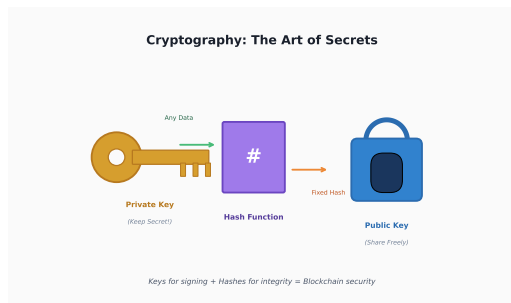 Cryptography: The Art of Secrets
Any Data
#
Fixed Hash
Private Key
(Keep Secret!)
Hash Function
Public Key
(Share Freely)
Keys for signing + Hashes for integrity = Blockchain security